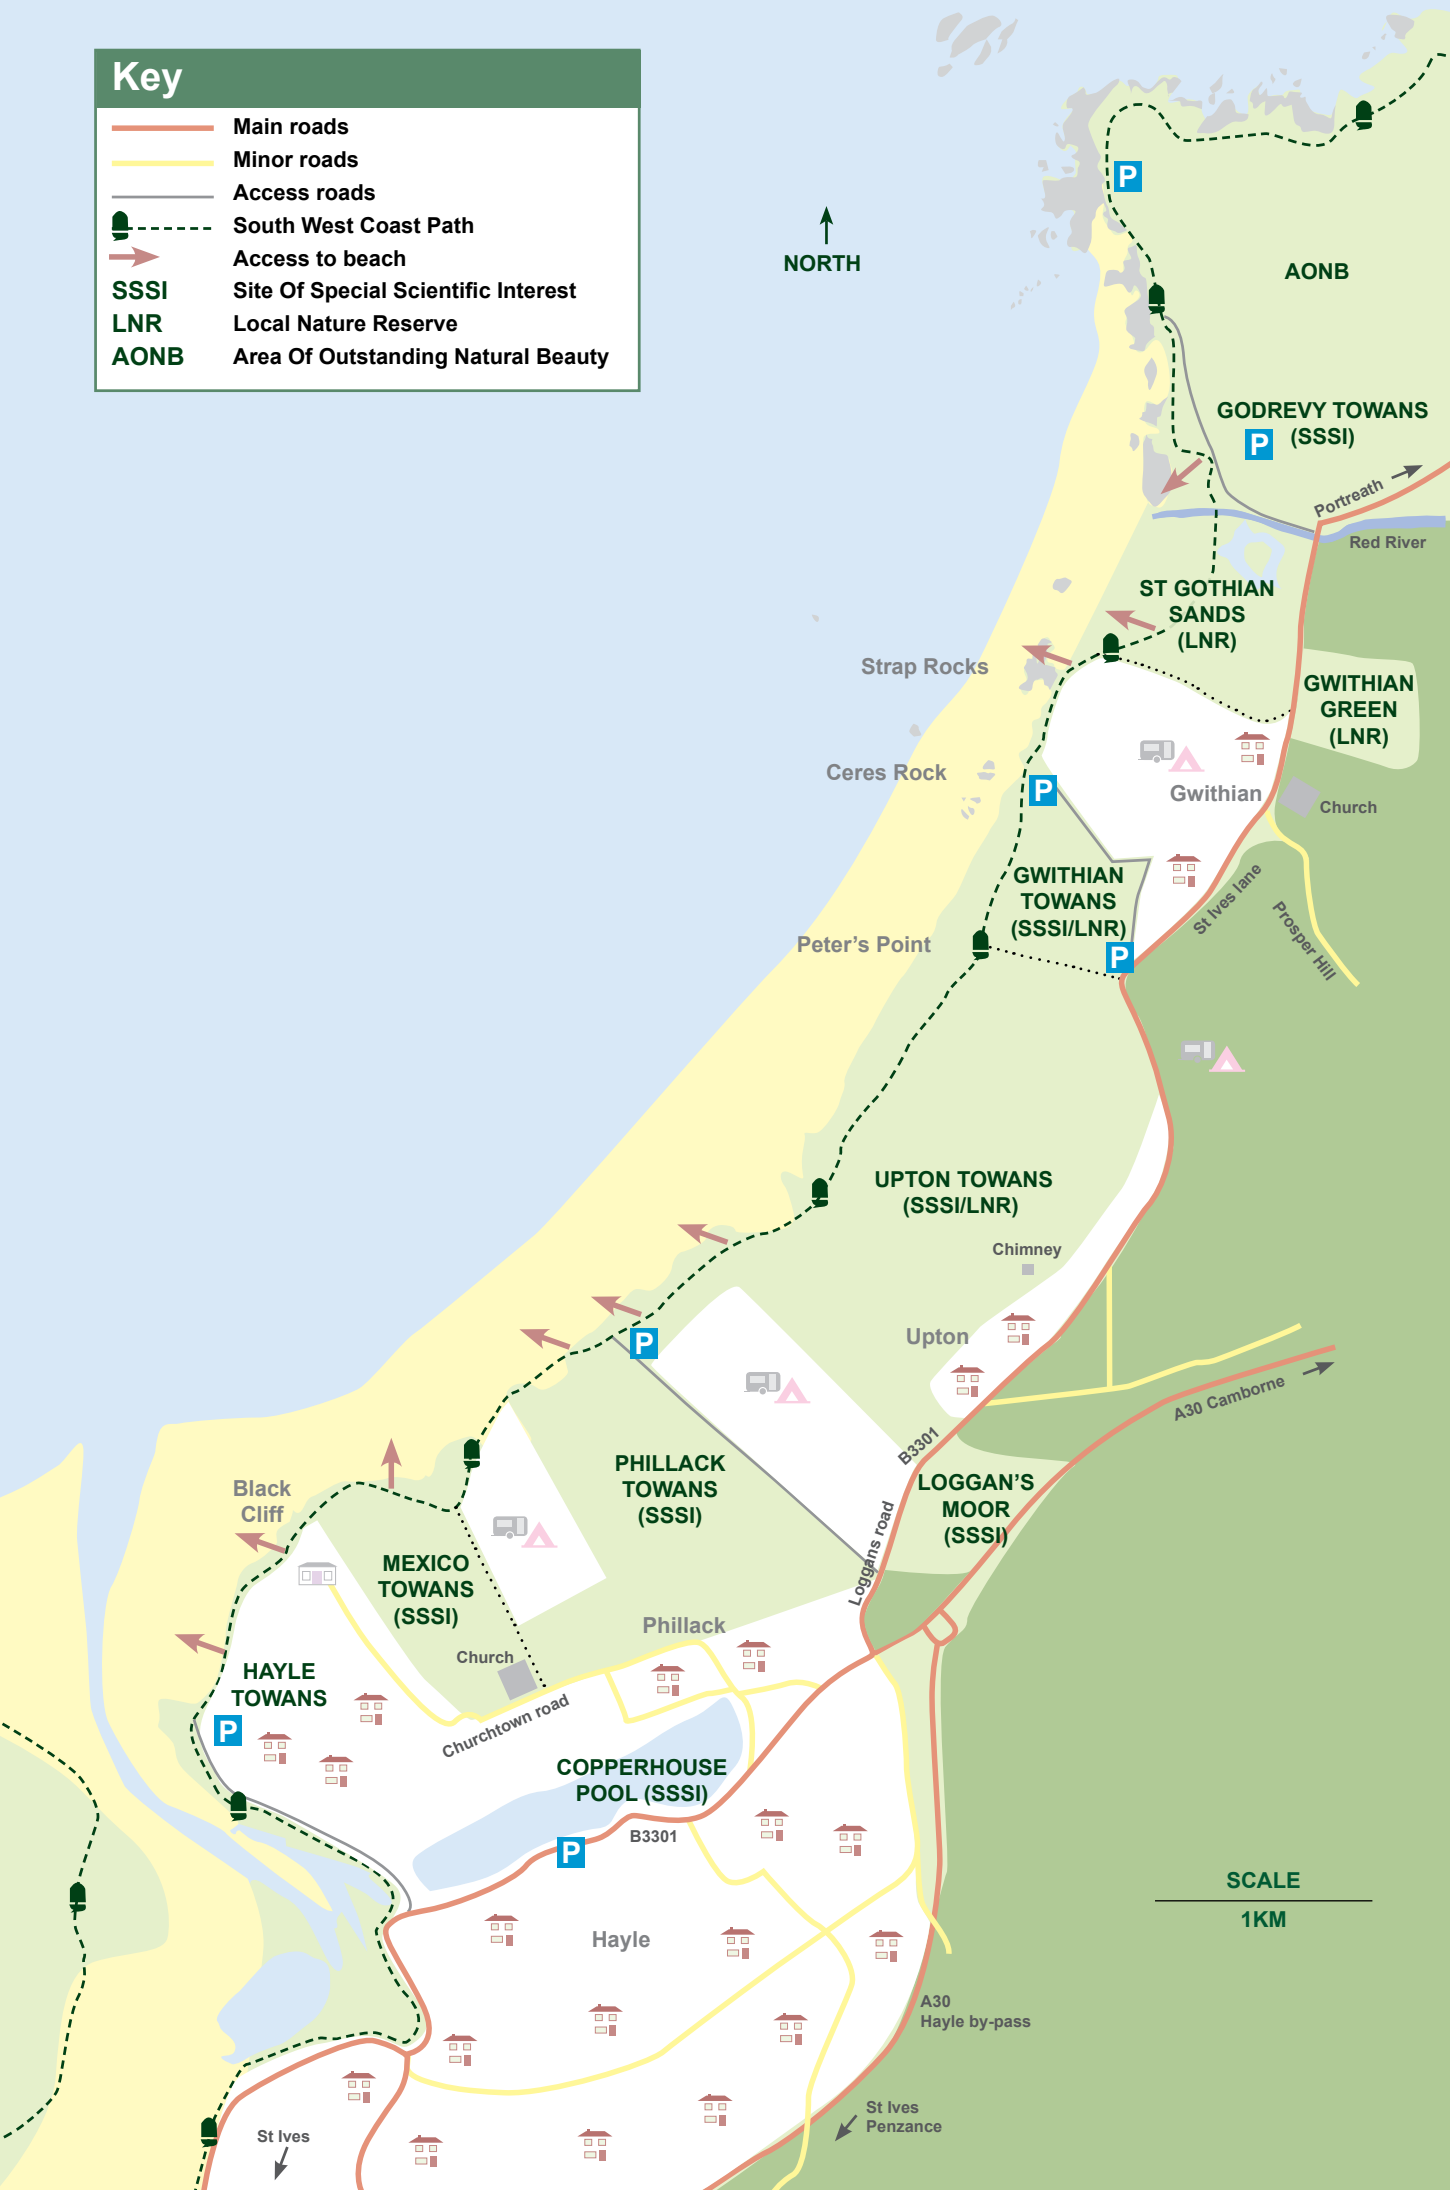 Key
Main roads
Minor roads
Access roads
South West Coast Path
Access to beach
SSSI Site Of Special Scientific Interest
LNR Local Nature Reserve
AONB Area Of Outstanding Natural Beauty
NORTH
P
AONB
GODREVY TOWANS
P (SSSI)
Portreath
Red River
ST GOTHIAN
SANDS
(LNR)
Strap Rocks
GWITHIAN
GREEN
(LNR)
Ceres Rock
P
Gwithian
Church
GWITHIAN
TOWANS
(SSSI/LNR)
St Ives lane
Prosper Hill
Peter's Point
P
UPTON TOWANS
(SSSI/LNR)
Chimney
Upton
P
A30 Camborne
B3301
PHILLACK
TOWANS
(SSSI)
LOGGAN'S
MOOR
(SSSI)
Black
Cliff
Loggans road
MEXICO
TOWANS
(SSSI)
Phillack
Church
HAYLE
TOWANS
P
Churchtown road
COPPERHOUSE
POOL (SSSI)
B3301
P
SCALE
1KM
Hayle
A30
Hayle by-pass
St Ives
Penzance
St Ives